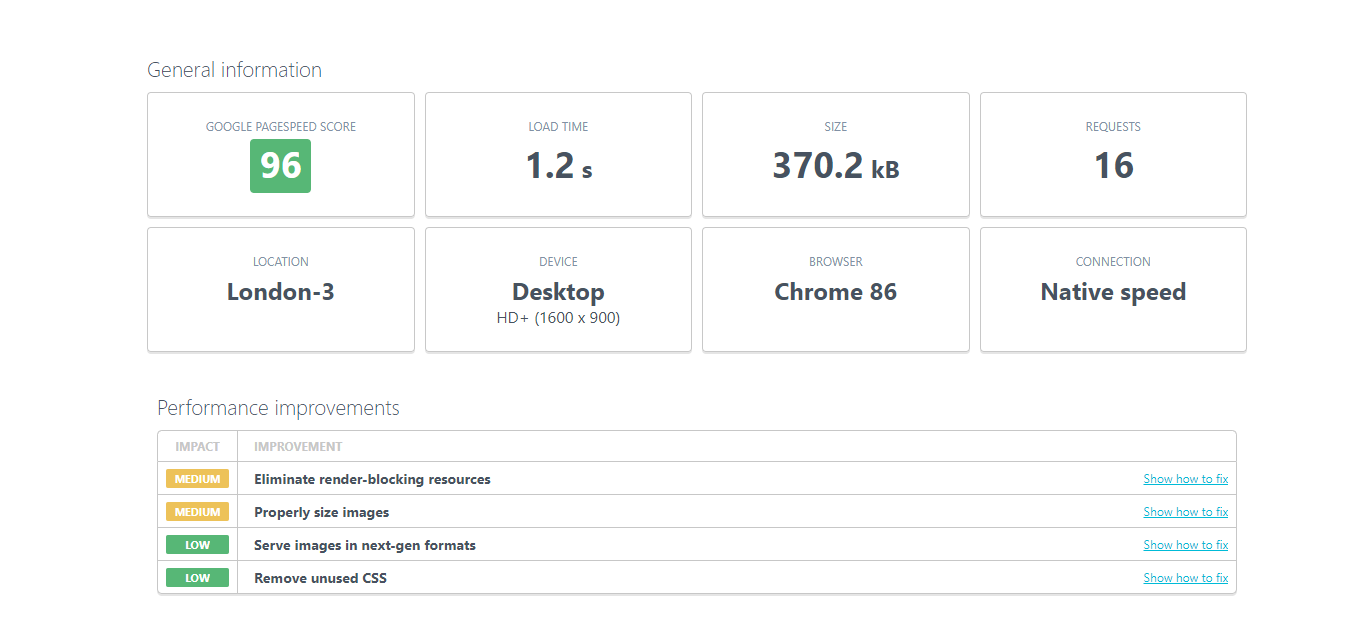 General information
GOOGLE PAGESPEED SCORE
96
LOAD TIME
1.2 s
SIZE
370.2 kB
REQUESTS
16
LOCATION
London-3
DEVICE
Desktop
HD+ (1600 x 900)
BROWSER
Chrome 86
CONNECTION
Native speed
Performance improvements
IMPACT IMPROVEMENT
MEDIUM Eliminate render-blocking resources Show how to fix
MEDIUM Properly size images Show how to fix
LOW Serve images in next-gen formats Show how to fix
LOW Remove unused CSS Show how to fix